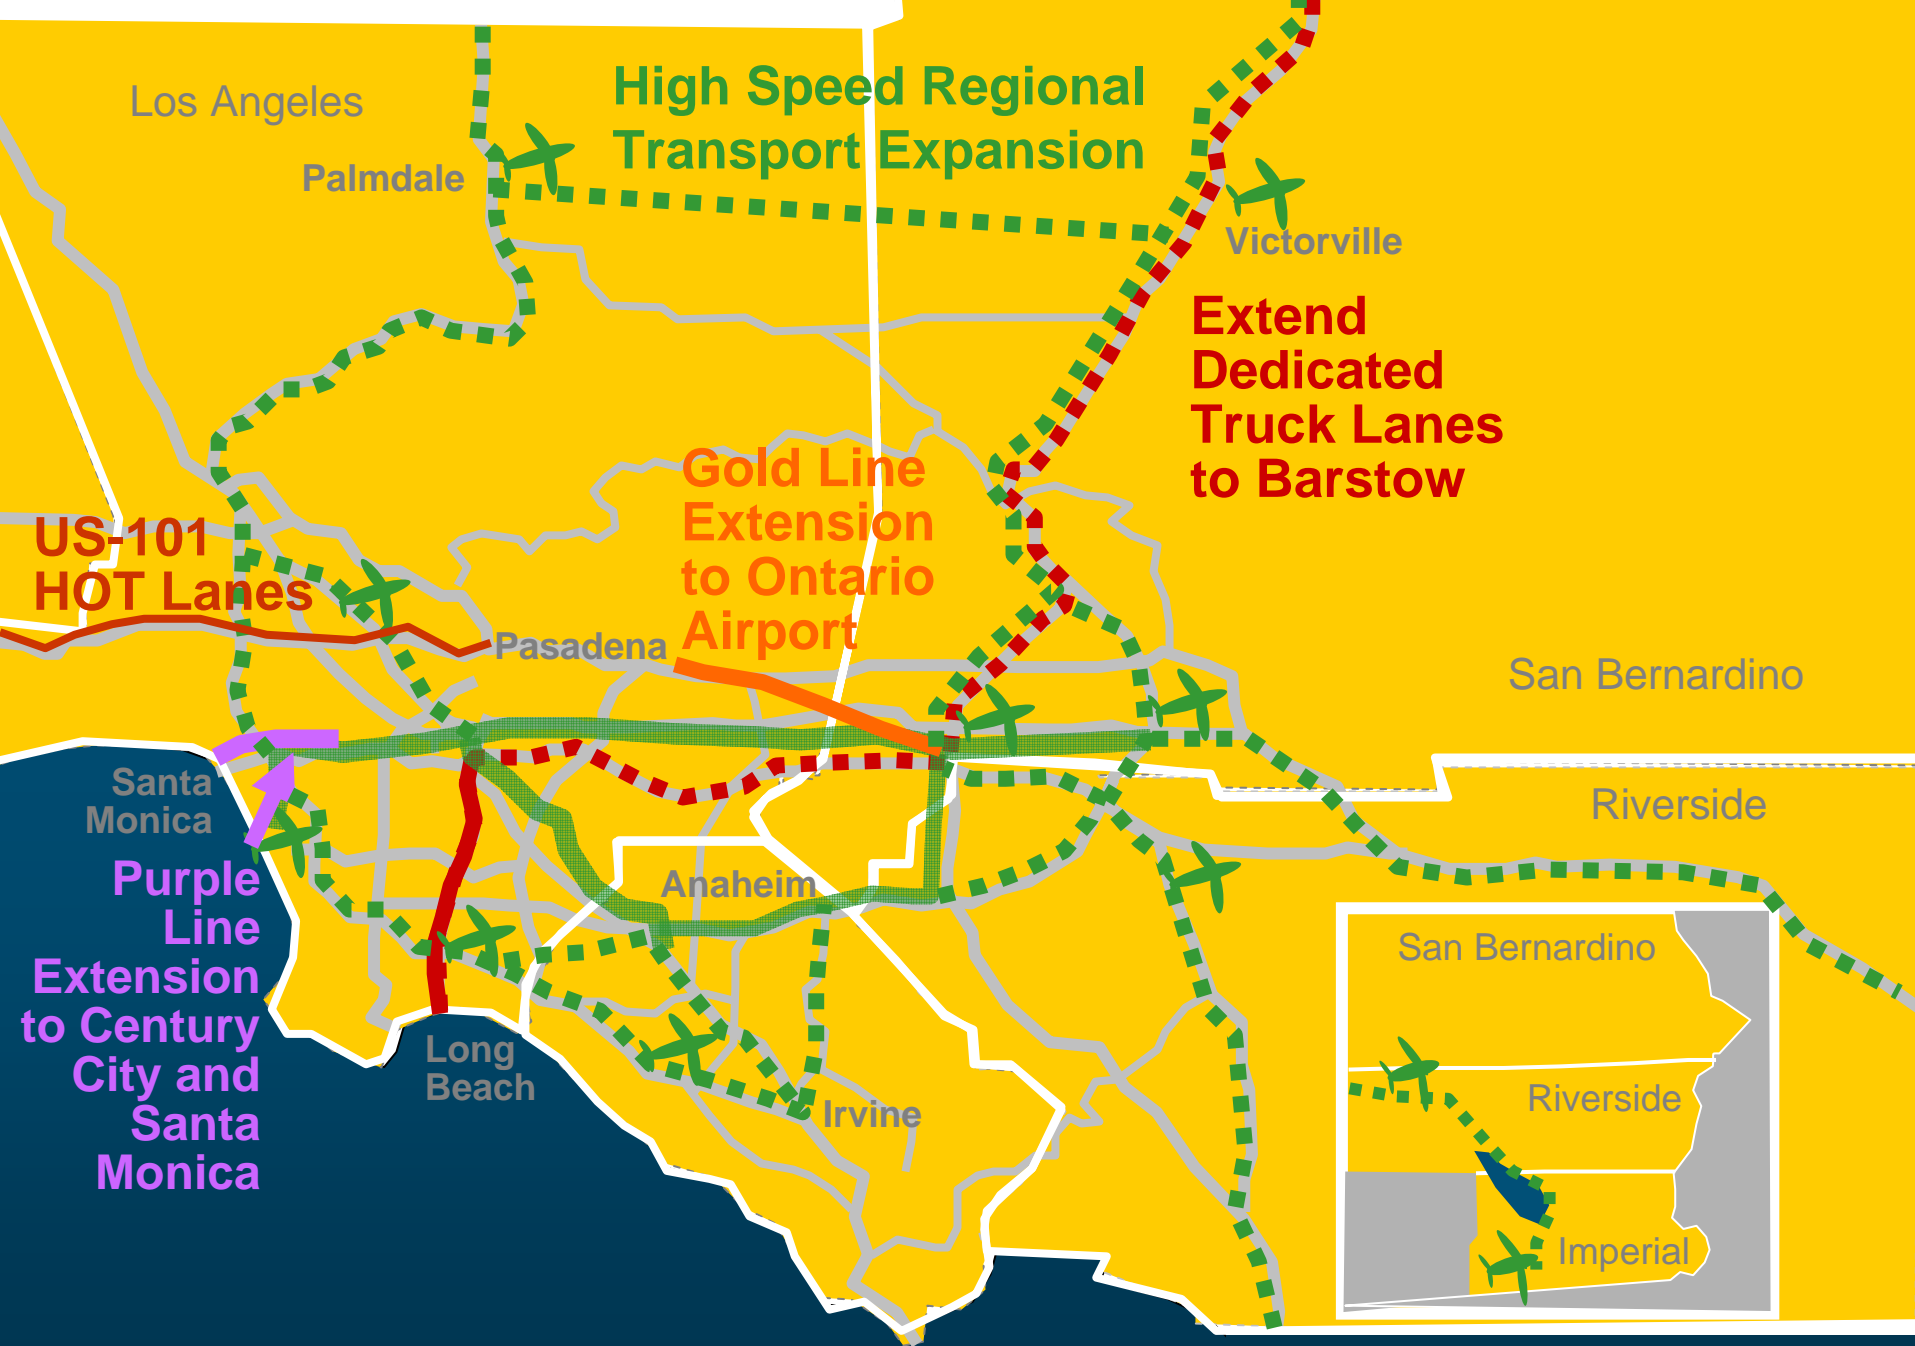 Los Angeles
High Speed Regional
Transport Expansion
Palmdale
Victorville
Extend
Dedicated
Truck Lanes
to Barstow
Gold Line
Extension
to Ontario
Airport
US-101
HOT Lanes
Pasadena
San Bernardino
Santa
Monica
Riverside
Purple
Line
Extension
to Century
City and
Santa
Monica
Anaheim
Long
Beach
Irvine
San Bernardino
Riverside
Imperial